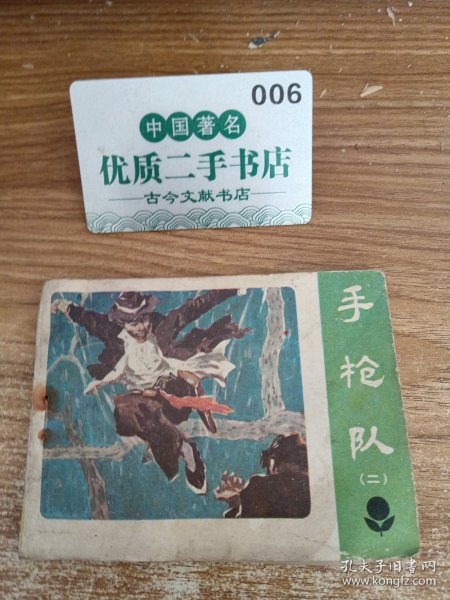 006
中国著名
优质二手书店
古今文献书店
手枪队
(二)
孔夫子旧书网
www.kongfz.com